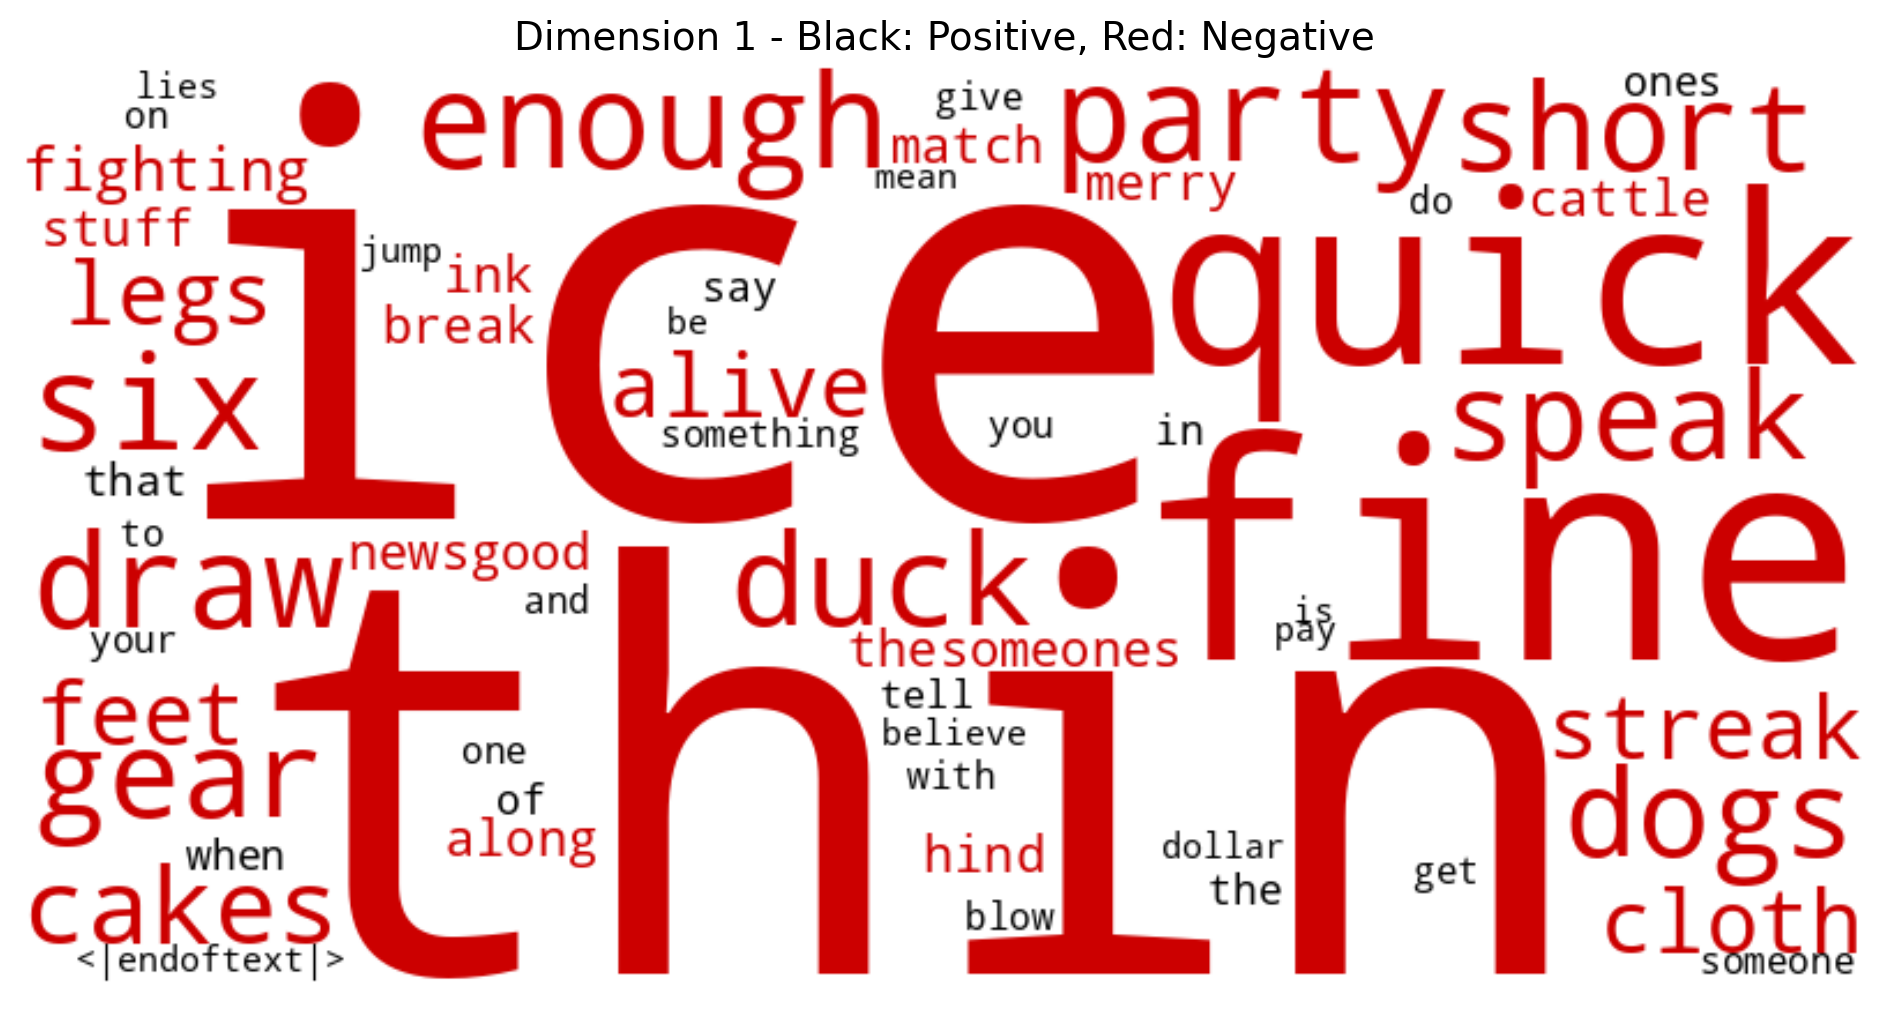 Dimension 1 - Black: Positive, Red: Negative
lies
on
enough
give
party
short
ones
match
mean
merry
fighting
stuff
do
cattle
ice
quick
jump
ink
say
legs
be
break
six
alive
something
you
in
speak
that
fine
to
draw
newsgood
duck
and
is
pay
your
thesomeones
thin
feet
tell
streak
believe
one
gear
with
of
dogs
along
when
hind
dollar
get
the
cakes
blow
cloth
<|endoftext|>
someone